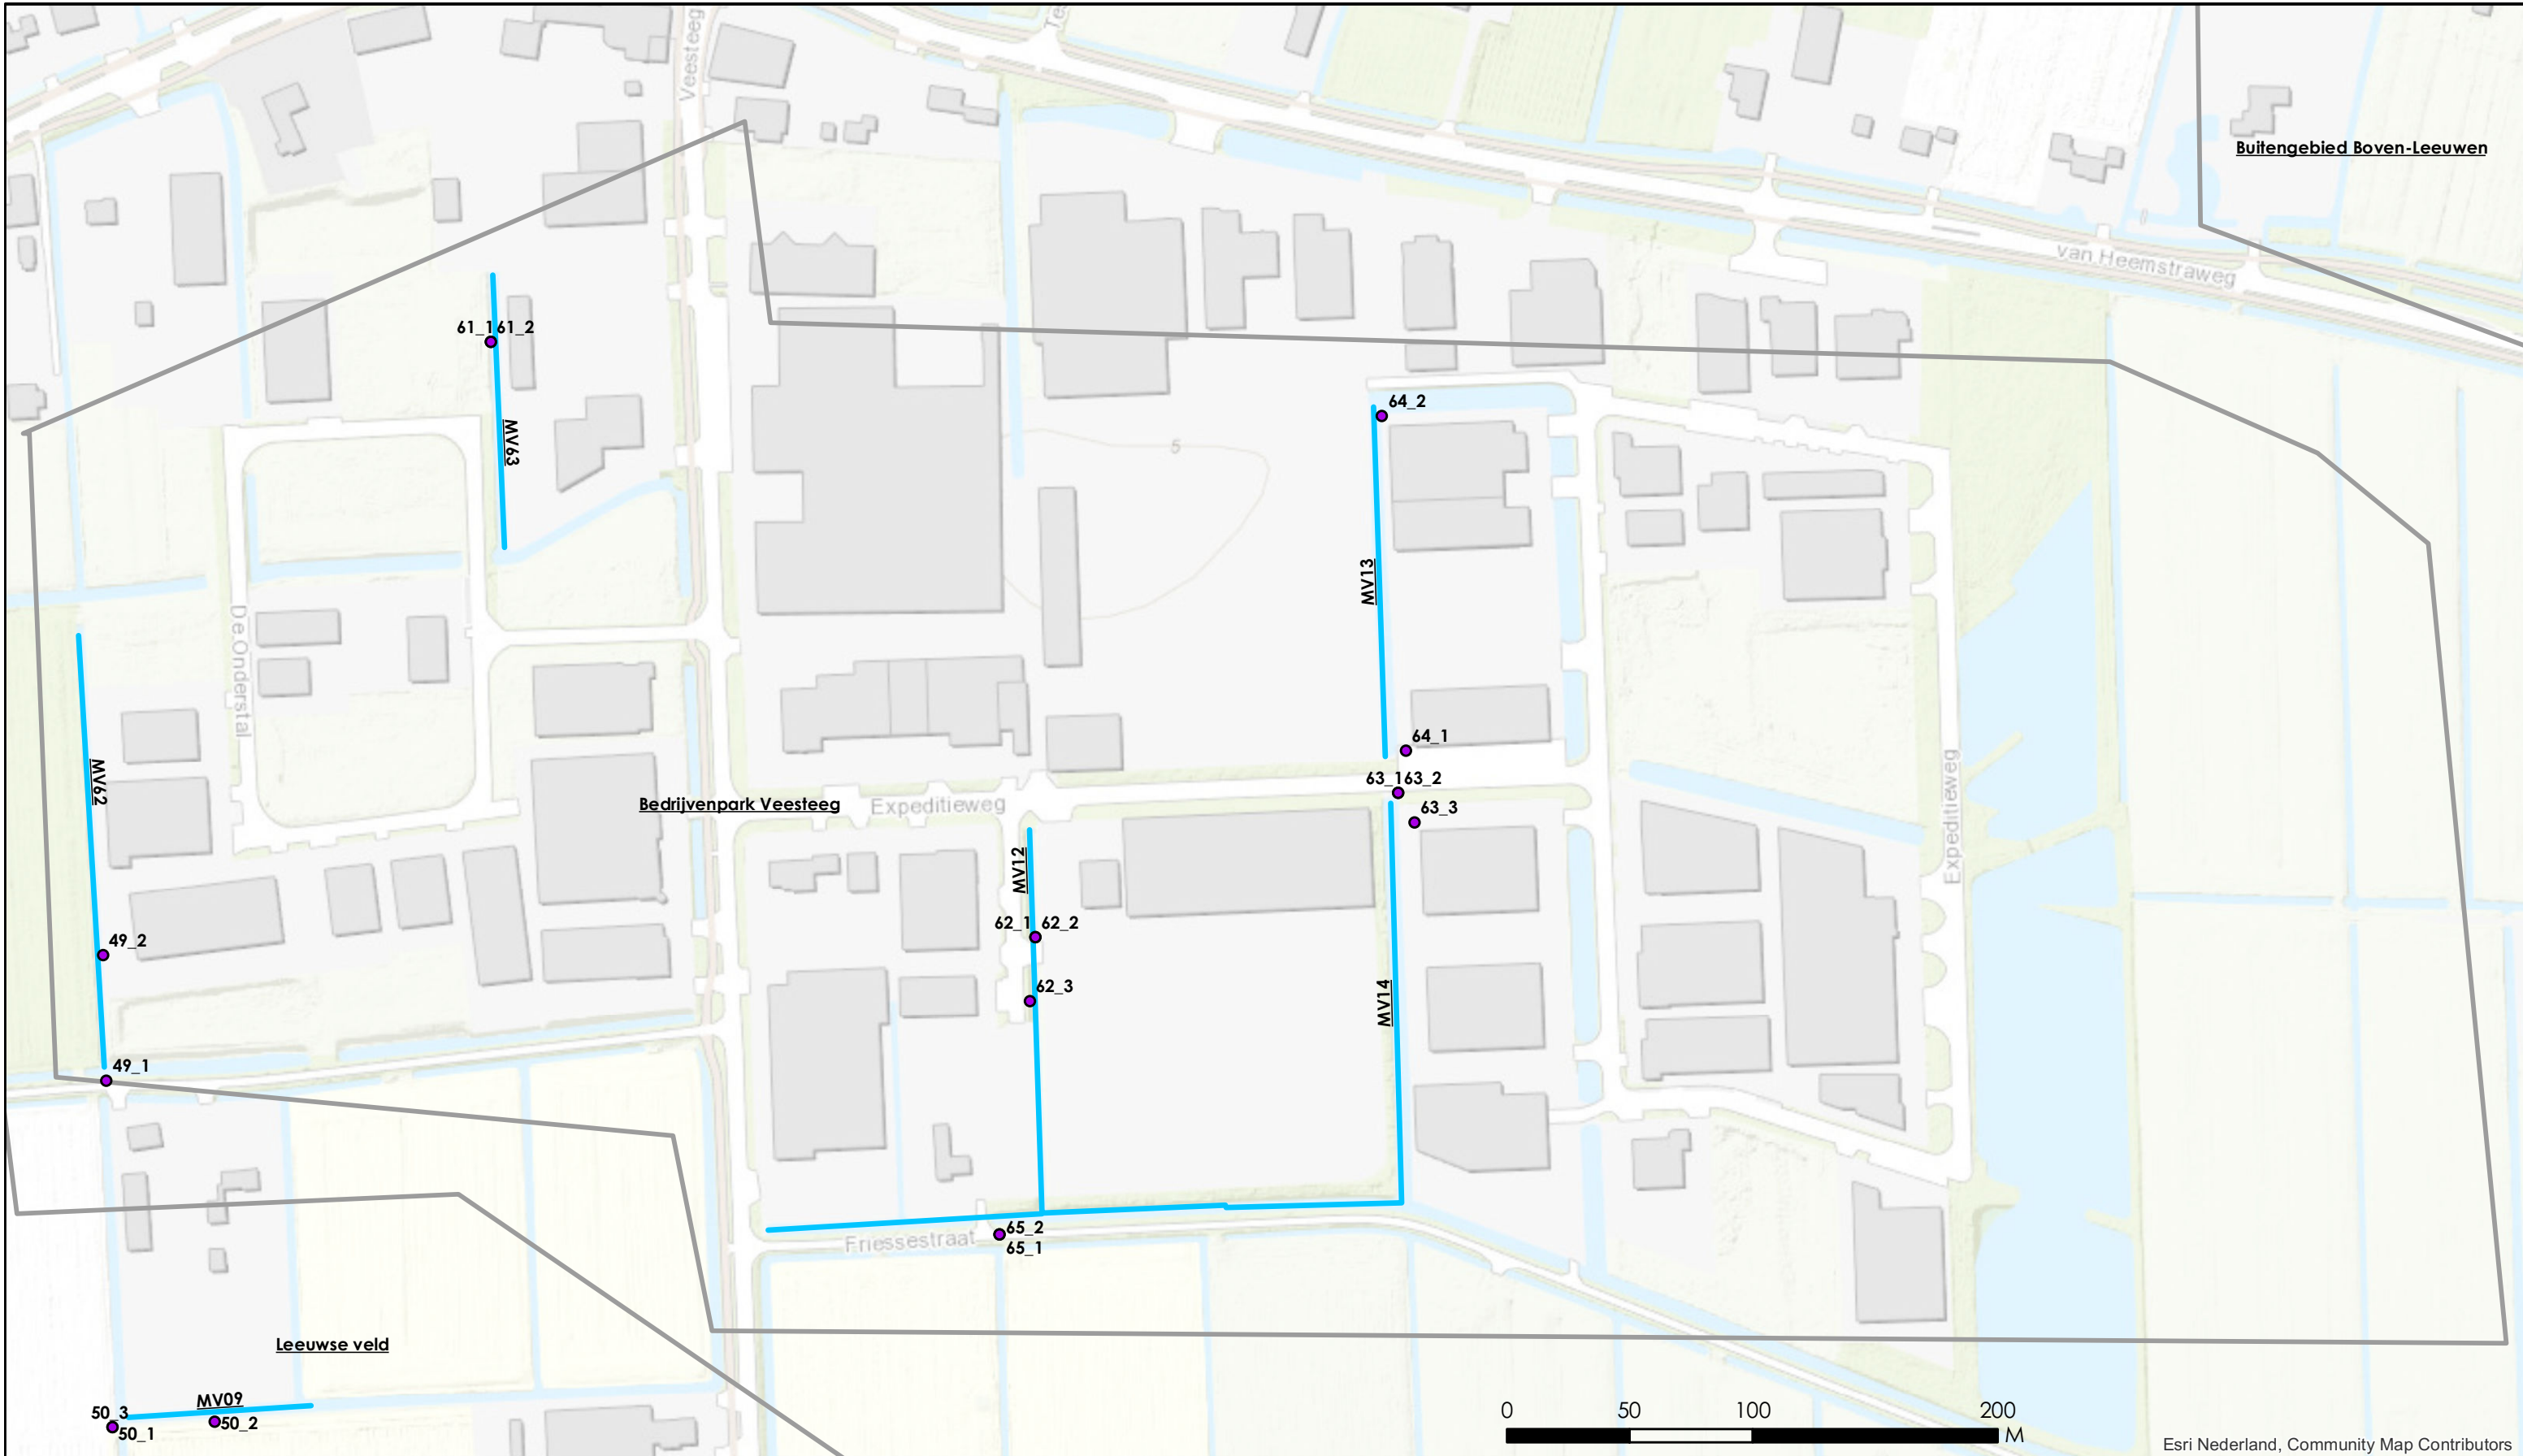 Veesteeg
Buitengebied Boven-Leeuwen
van Heemstraweg
61_1 61_2
64_2
MV63
5
MV13
De Onderstal
64_1
MV62
63_1 63_2
Bedrijvenpark Veesteeg
Expeditieweg
63_3
Expeditieweg
MV12
62_1 62_2
49_2
62_3
MV14
49_1
65_2
Friessestraat
65_1
Leeuwse veld
MV09
50_3
50_2
50_1
0 50 100 200
M
Esri Nederland, Community Map Contributors